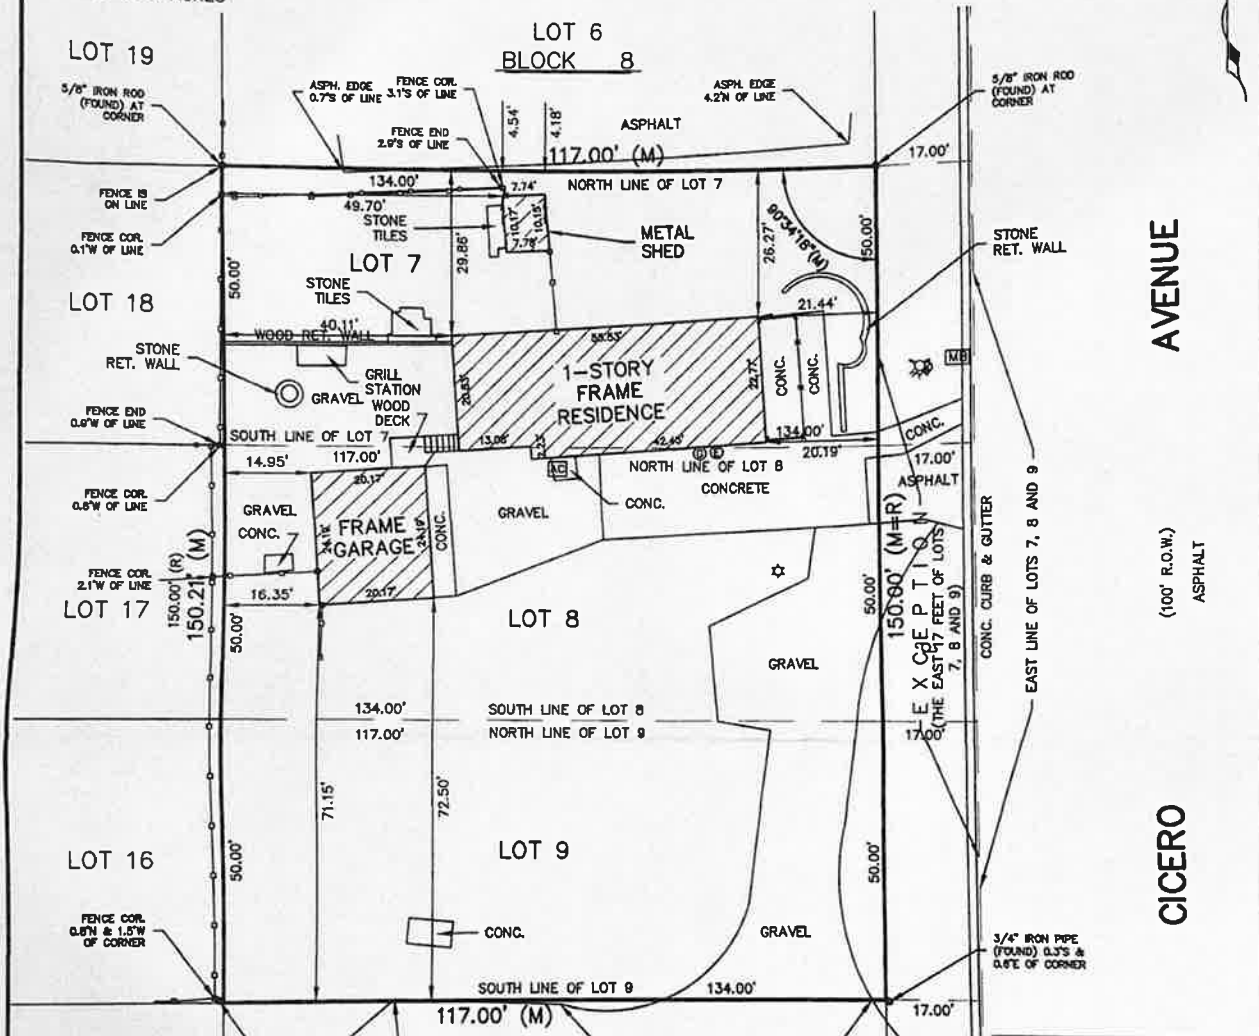 LOT 19
LOT 6
BLOCK 8
5/8" IRON ROD
(FOUND) AT
CORNER
ASPH. EDGE
0.7'S OF LINE
FENCE COR.
3.1'S OF LINE
FENCE END
2.9'S OF LINE
4.54'
4.18'
ASPH. EDGE
4.2'N OF LINE
ASPHALT
5/8" IRON ROD
(FOUND) AT
CORNER
117.00' (M)
17.00'
134.00'
NORTH LINE OF LOT 7
FENCE IS
ON LINE
49.70'
7.74'
10.17'
10.15'
7.78'
STONE
TILES
METAL
SHED
90°34'16"(M)
50.00'
STONE
RET. WALL
FENCE COR.
0.1'W OF LINE
50.00'
29.86'
26.27'
LOT 7
LOT 18
STONE
TILES
21.44'
40.11'
WOOD RET. WALL
55.53'
STONE
RET. WALL
GRILL
STATION
GRAVEL
WOOD
DECK
1-STORY
FRAME
RESIDENCE
20.53'
22.77'
CONC.
CONC.
MB
FENCE END
0.9'W OF LINE
SOUTH LINE OF LOT 7
117.00'
13.08'
2.23'
42.45'
134.00'
20.19'
CONC.
17.00'
14.95'
20.17'
AC
G
E
NORTH LINE OF LOT 8
CONCRETE
ASPHALT
FENCE COR.
0.8'W OF LINE
GRAVEL
CONC.
FRAME
GARAGE
24.19'
24.19'
CONC.
GRAVEL
CONC.
FENCE COR.
2.1'W OF LINE
16.35'
20.17'
LOT 17
150.00' (R)
150.21' (M)
50.00'
LOT 8
GRAVEL
50.00'
150.00' (M=R)
EXCEPTION
(THE EAST 17 FEET OF LOTS
7, 8 AND 9)
CONC. CURB & GUTTER
EAST LINE OF LOTS 7, 8 AND 9
(100' R.O.W.)
ASPHALT
CICERO AVENUE
134.00'
SOUTH LINE OF LOT 8
117.00'
NORTH LINE OF LOT 9
17.00'
71.15'
72.50'
LOT 16
50.00'
LOT 9
50.00'
FENCE COR.
0.8'N & 1.5'W
OF CORNER
CONC.
GRAVEL
3/4" IRON PIPE
(FOUND) 0.3'S &
0.6'E OF CORNER
SOUTH LINE OF LOT 9
134.00'
117.00' (M)
17.00'